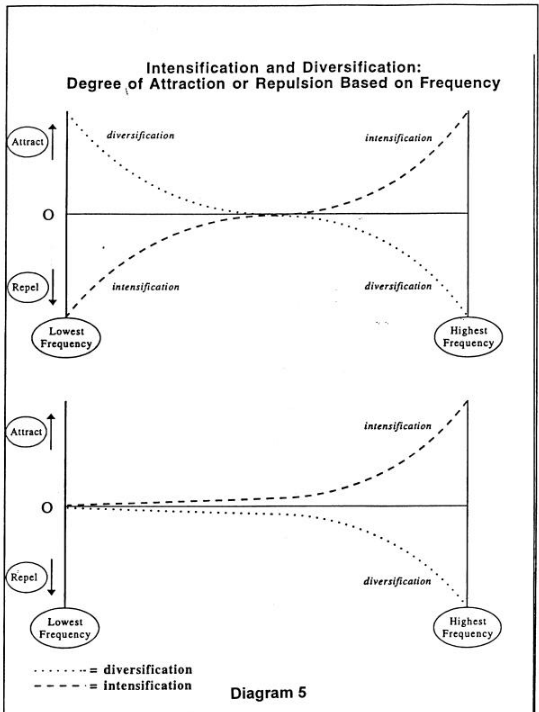 Intensification and Diversification:
Degree of Attraction or Repulsion Based on Frequency
Attract
diversification
intensification
O
Repel
intensification
diversification
Lowest
Frequency
Highest
Frequency
Attract
intensification
O
Repel
diversification
Lowest
Frequency
Highest
Frequency
········= diversification
– – – – – = intensification
Diagram 5